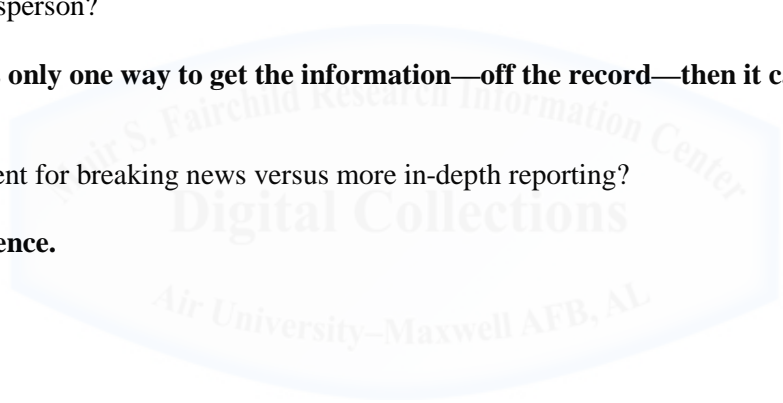 sperson?
only one way to get the information—off the record—then it c
ent for breaking news versus more in-depth reporting?
ence.
Muir S. Fairchild Research Information Center
Digital Collections
Air University–Maxwell AFB, AL